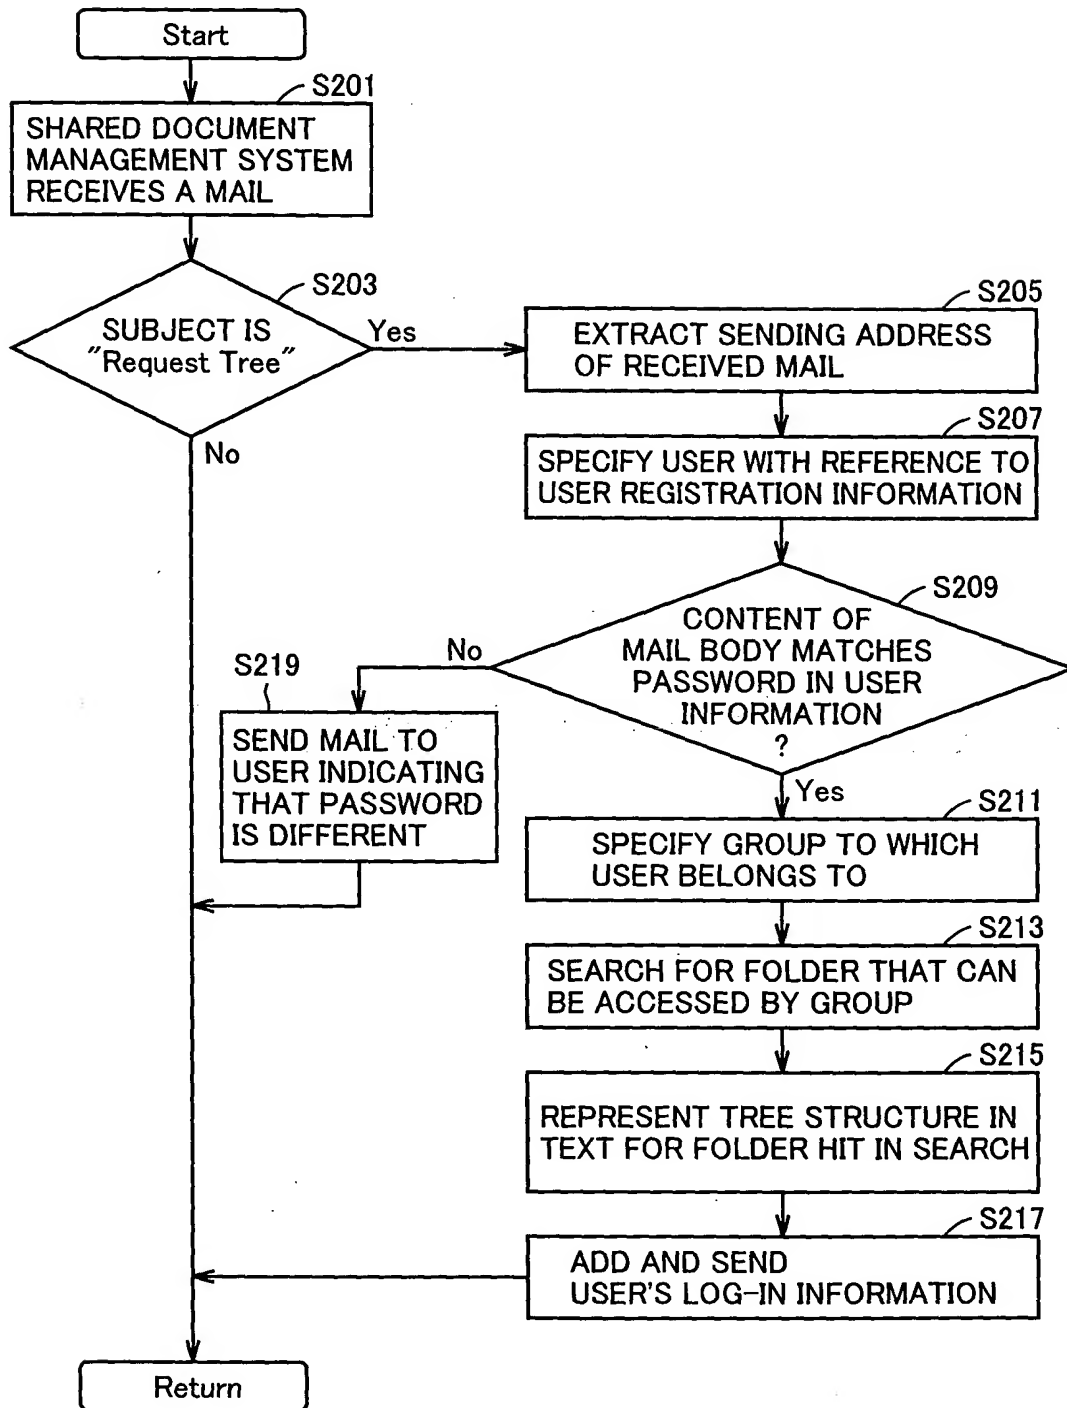 Start
S201
SHARED DOCUMENT
MANAGEMENT SYSTEM
RECEIVES A MAIL
S203
SUBJECT IS
"Request Tree"
Yes
No
S205
EXTRACT SENDING ADDRESS
OF RECEIVED MAIL
S207
SPECIFY USER WITH REFERENCE TO
USER REGISTRATION INFORMATION
S209
CONTENT OF
MAIL BODY MATCHES
PASSWORD IN USER
INFORMATION
?
No
Yes
S219
SEND MAIL TO
USER INDICATING
THAT PASSWORD
IS DIFFERENT
S211
SPECIFY GROUP TO WHICH
USER BELONGS TO
S213
SEARCH FOR FOLDER THAT CAN
BE ACCESSED BY GROUP
S215
REPRESENT TREE STRUCTURE IN
TEXT FOR FOLDER HIT IN SEARCH
S217
ADD AND SEND
USER'S LOG-IN INFORMATION
Return